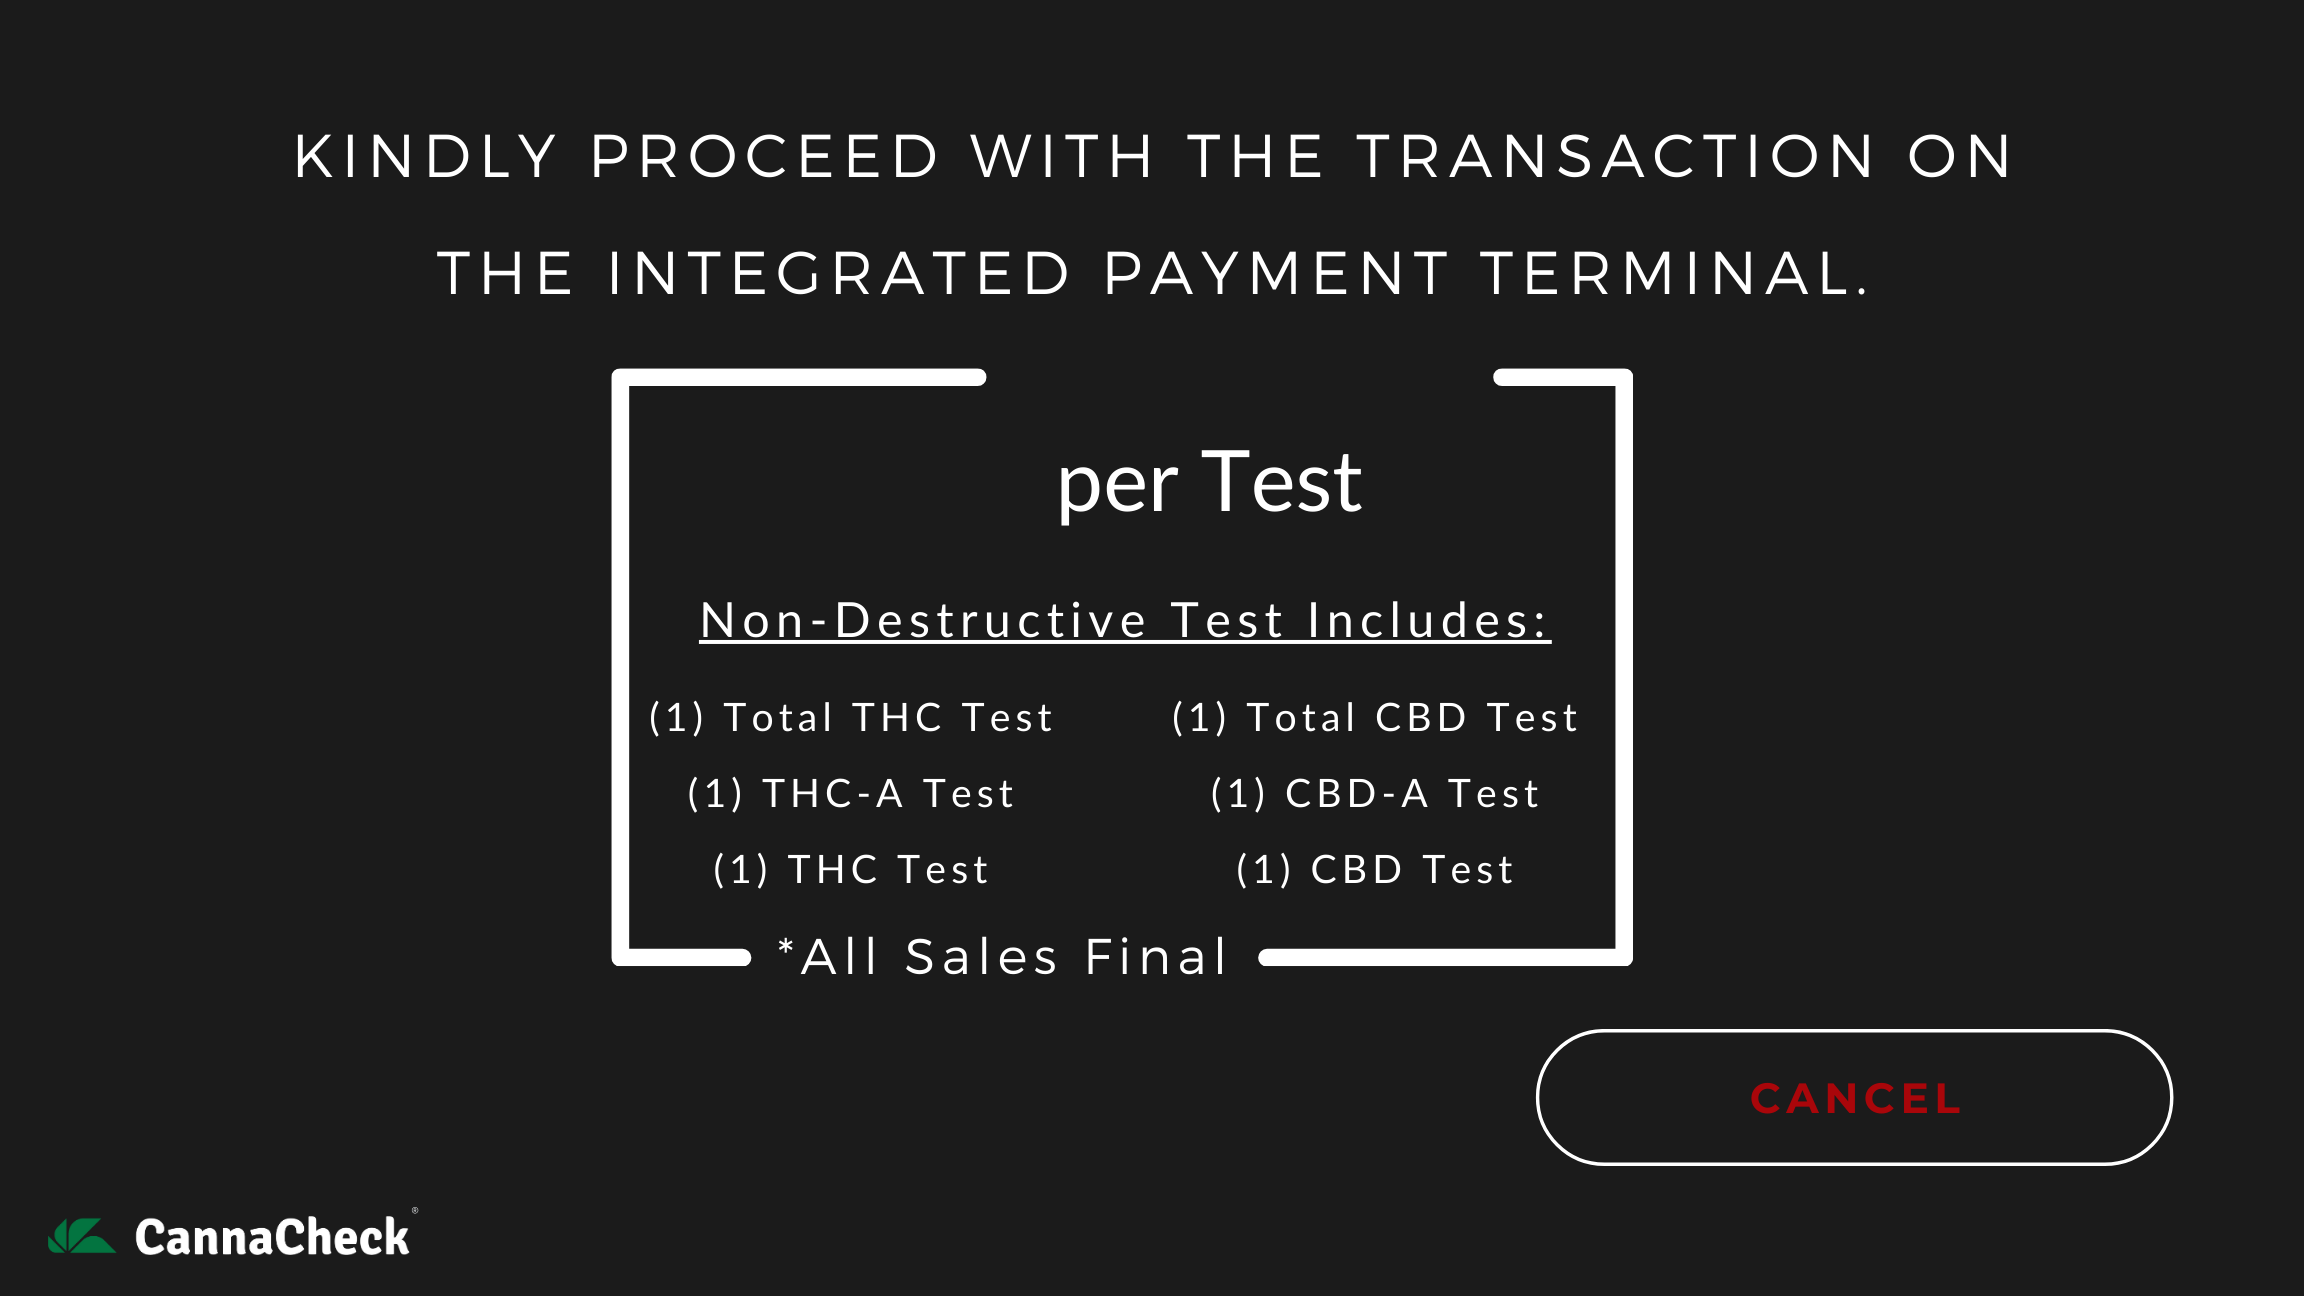 KINDLY PROCEED WITH THE TRANSACTION ON
THE INTEGRATED PAYMENT TERMINAL.
per Test
Non-Destructive Test Includes:
(1) Total THC Test
(1) THC-A Test
(1) THC Test
(1) Total CBD Test
(1) CBD-A Test
(1) CBD Test
*All Sales Final
CANCEL
CannaCheck®